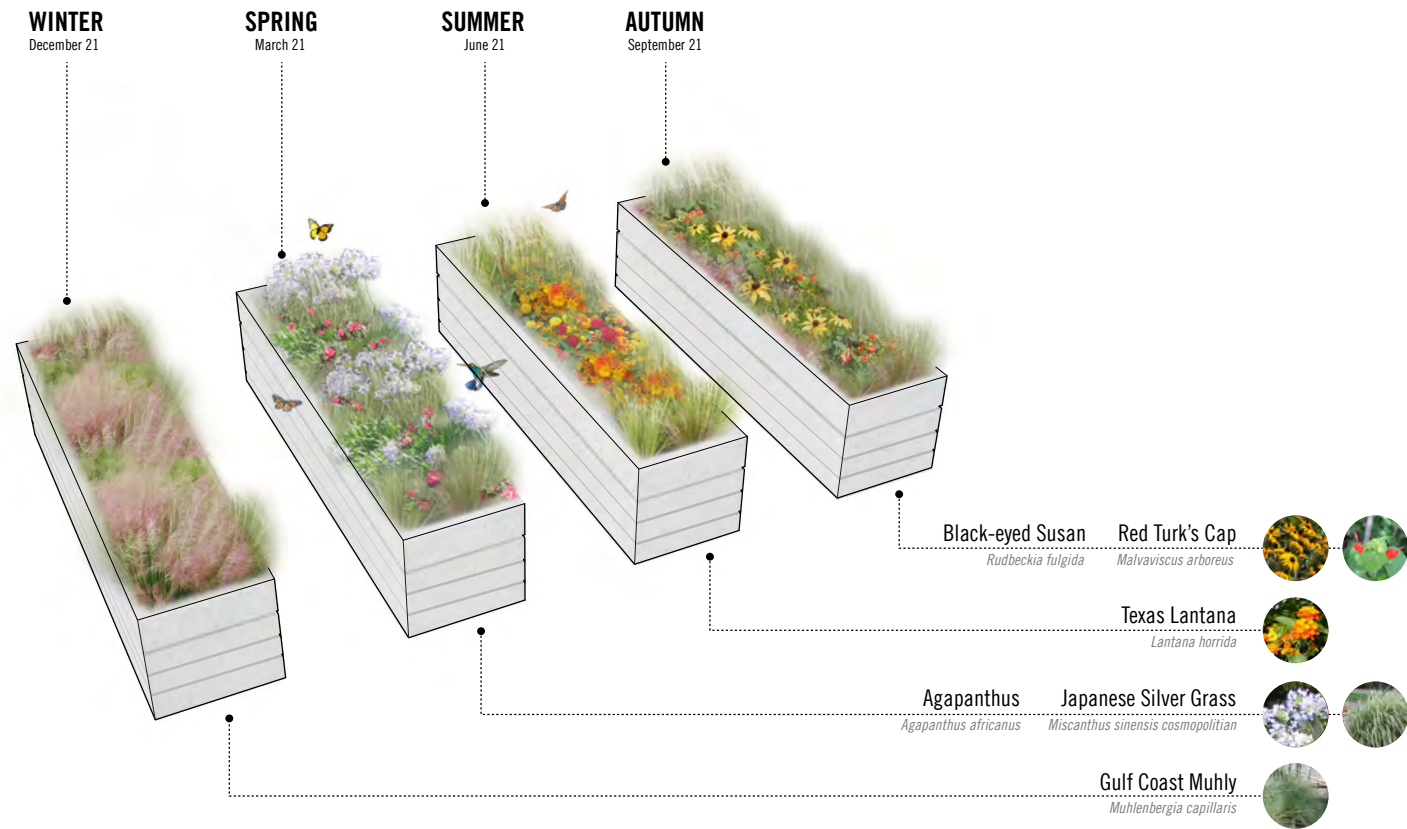 WINTER
December 21
SPRING
March 21
SUMMER
June 21
AUTUMN
September 21
Black-eyed Susan
Rudbeckia fulgida
Red Turk's Cap
Malvaviscus arboreus
Texas Lantana
Lantana horrida
Agapanthus
Agapanthus africanus
Japanese Silver Grass
Miscanthus sinensis cosmopolitian
Gulf Coast Muhly
Muhlenbergia capillaris